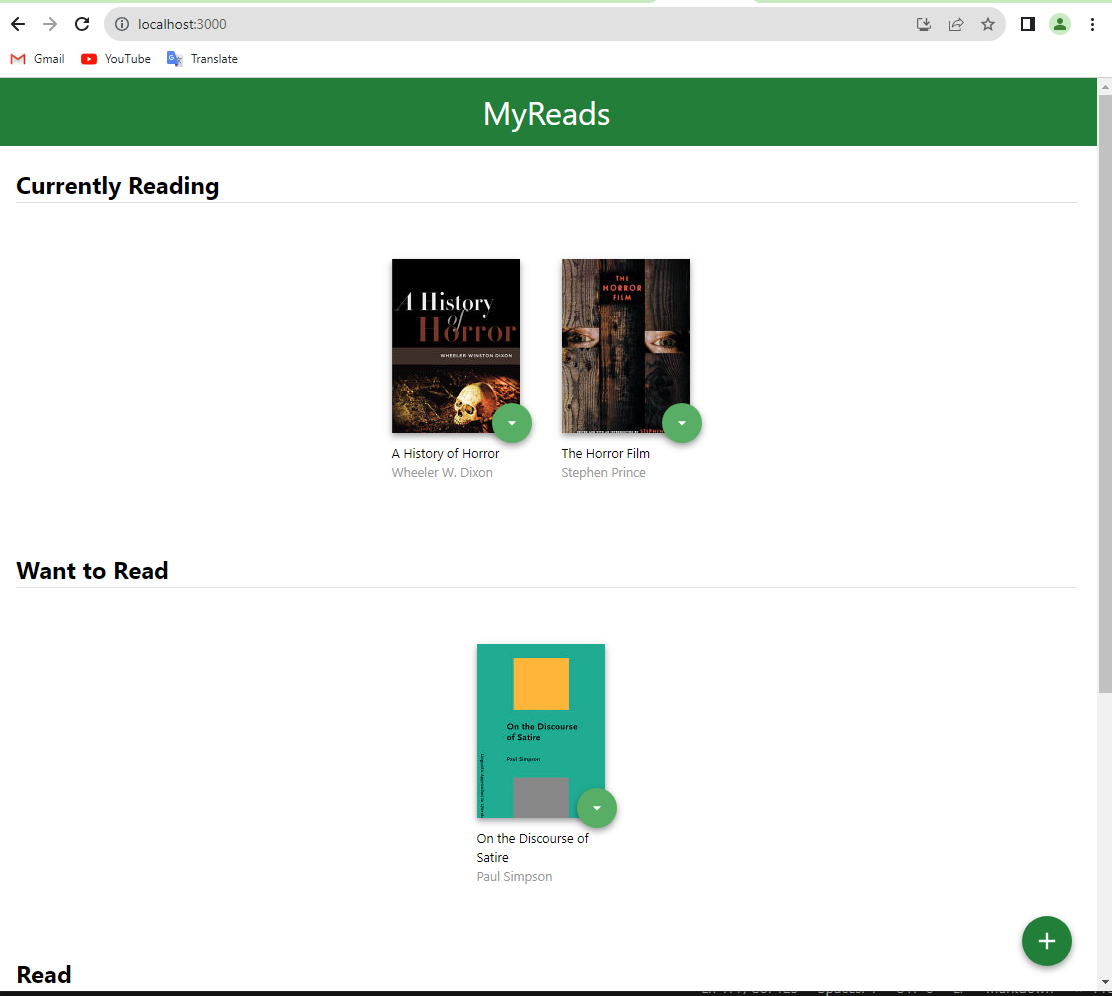 localhost:3000
Gmail YouTube Translate
MyReads
Currently Reading
A History
of
Horror
WHEELER WINSTON DIXON
THE
HORROR
FILM
A History of Horror
Wheeler W. Dixon
The Horror Film
Stephen Prince
Want to Read
On the Discourse
of Satire
Paul Simpson
On the Discourse of
Satire
Paul Simpson
Read